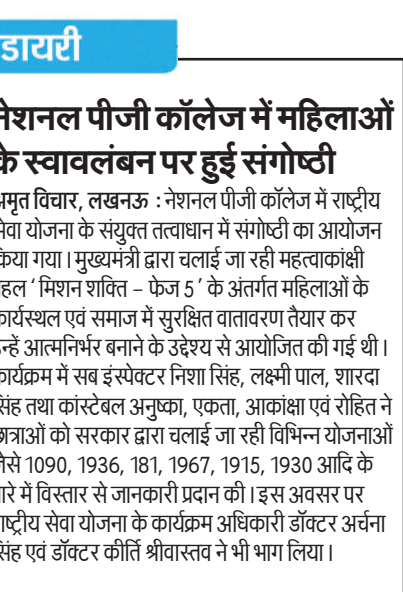 डायरी
नेशनल पीजी कॉलेज में महिलाओं
के स्वावलंबन पर हुई संगोष्ठी
अमृत विचार, लखनऊ : नेशनल पीजी कॉलेज में राष्ट्रीय
सेवा योजना के संयुक्त तत्वाधान में संगोष्ठी का आयोजन
किया गया। मुख्यमंत्री द्वारा चलाई जा रही महत्वाकांक्षी
पहल ‘ मिशन शक्ति – फेज 5 ’ के अंतर्गत महिलाओं के
कार्यस्थल एवं समाज में सुरक्षित वातावरण तैयार कर
उन्हें आत्मनिर्भर बनाने के उद्देश्य से आयोजित की गई थी।
कार्यक्रम में सब इंस्पेक्टर निशा सिंह, लक्ष्मी पाल, शारदा
सिंह तथा कांस्टेबल अनुष्का, एकता, आकांक्षा एवं रोहित ने
छात्राओं को सरकार द्वारा चलाई जा रही विभिन्न योजनाओं
जैसे 1090, 1936, 181, 1967, 1915, 1930 आदि के
बारे में विस्तार से जानकारी प्रदान की। इस अवसर पर
राष्ट्रीय सेवा योजना के कार्यक्रम अधिकारी डॉक्टर अर्चना
सिंह एवं डॉक्टर कीर्ति श्रीवास्तव ने भी भाग लिया।